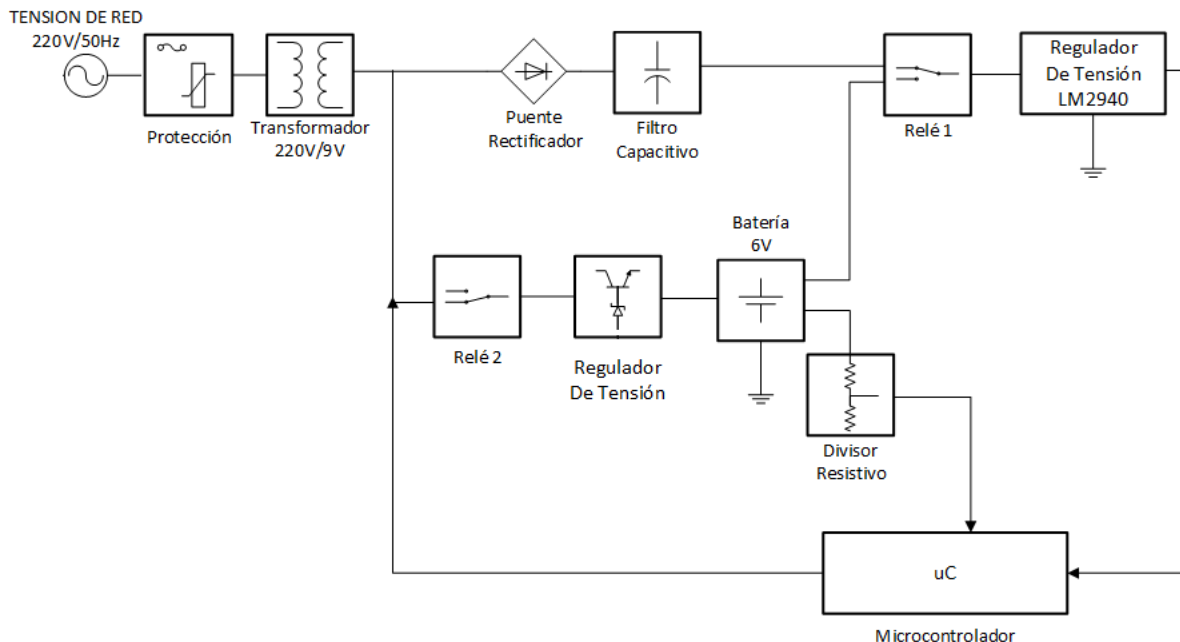 TENSION DE RED
220V/50Hz
Protección
Transformador
220V/9V
Puente
Rectificador
Filtro
Capacitivo
Relé 1
Regulador
De Tensión
LM2940
Relé 2
Regulador
De Tensión
Batería
6V
Divisor
Resistivo
uC
Microcontrolador